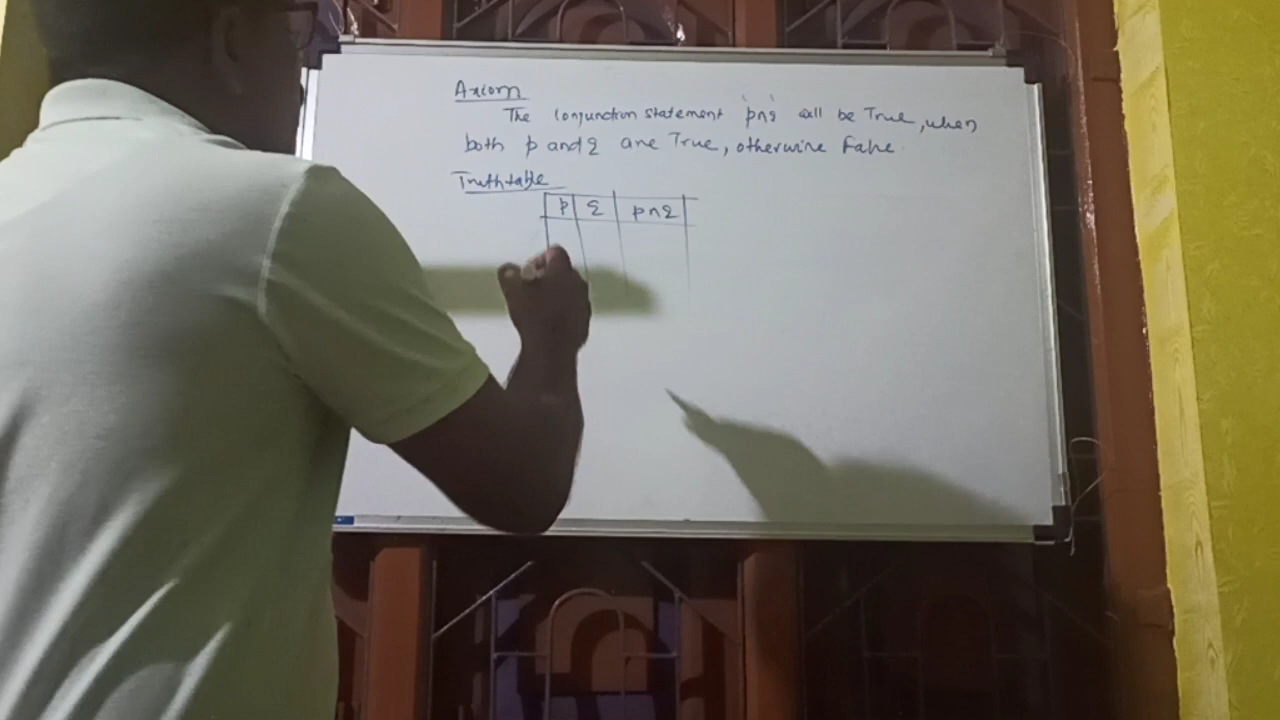 Axiom
The Conjunction Statement 'p∧q' will be True, when
both p and q are True, otherwise False.
Truth table
p q p∧q